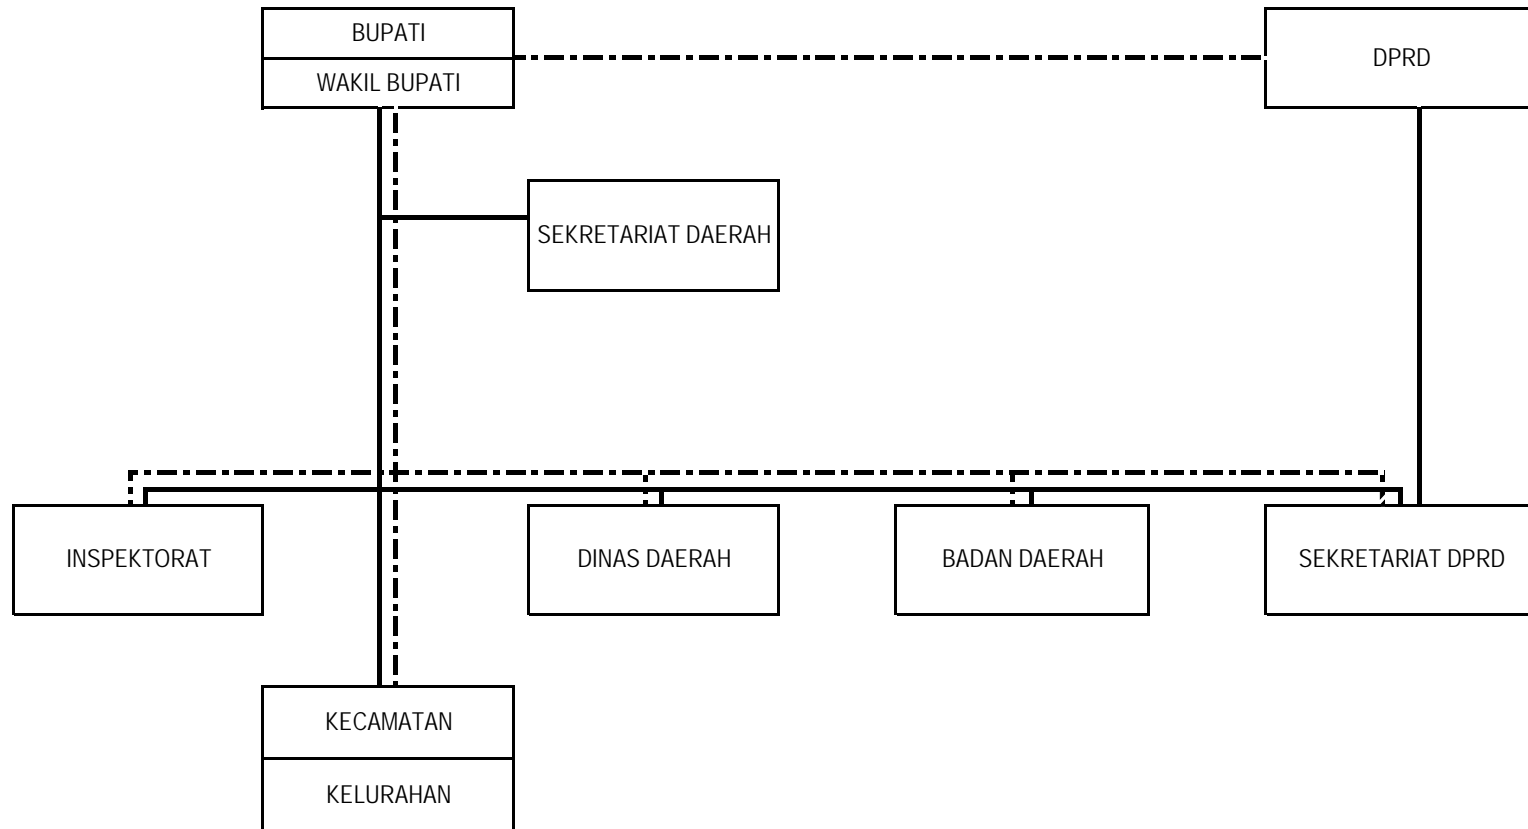 BUPATI
WAKIL BUPATI
DPRD
SEKRETARIAT DAERAH
INSPEKTORAT
DINAS DAERAH
BADAN DAERAH
SEKRETARIAT DPRD
KECAMATAN
KELURAHAN